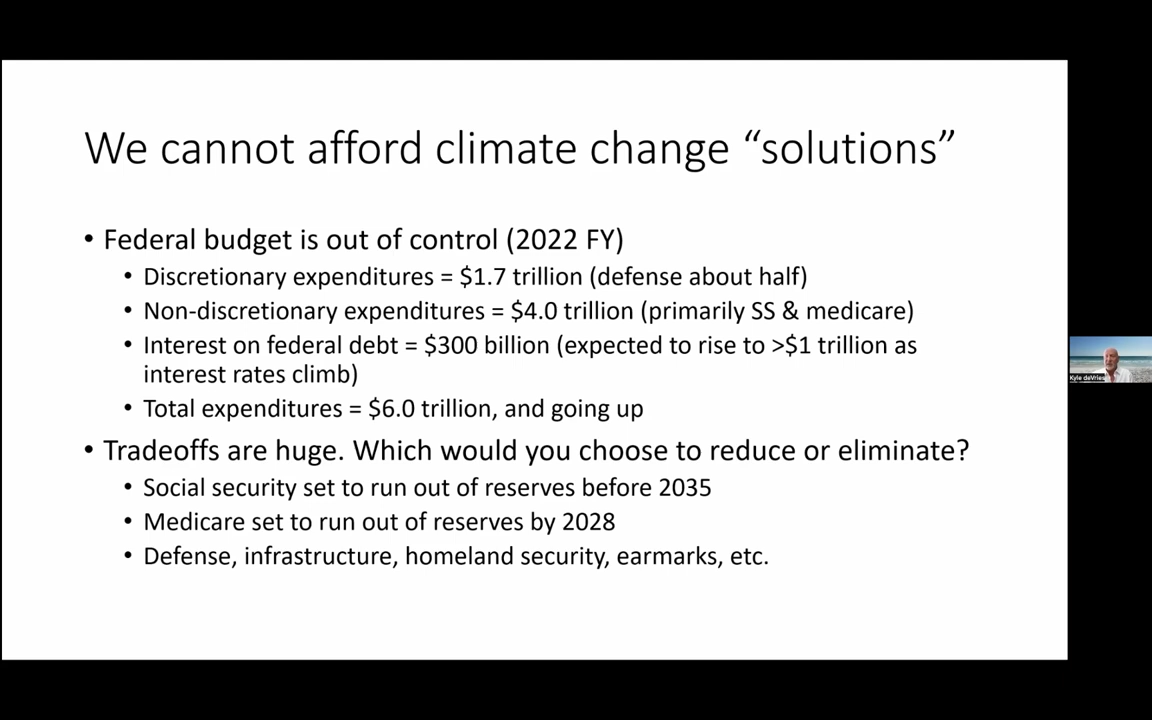 We cannot afford climate change “solutions”
• Federal budget is out of control (2022 FY)
• Discretionary expenditures = $1.7 trillion (defense about half)
• Non-discretionary expenditures = $4.0 trillion (primarily SS & medicare)
• Interest on federal debt = $300 billion (expected to rise to >$1 trillion as
interest rates climb)
• Total expenditures = $6.0 trillion, and going up
• Tradeoffs are huge. Which would you choose to reduce or eliminate?
• Social security set to run out of reserves before 2035
• Medicare set to run out of reserves by 2028
• Defense, infrastructure, homeland security, earmarks, etc.
Kyle deVries